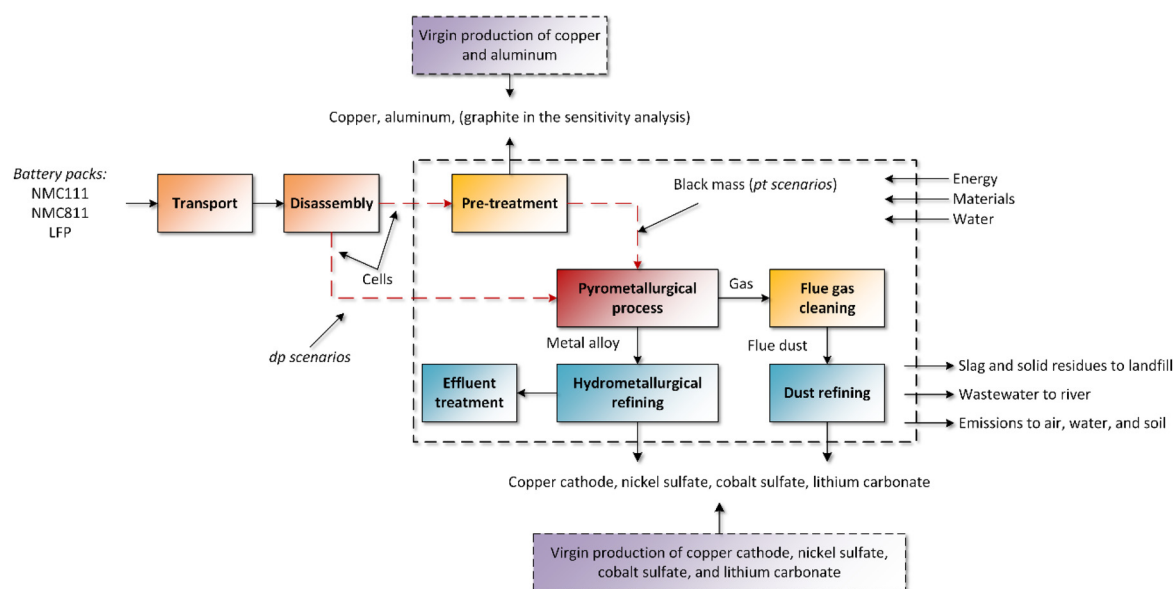 Virgin production of copper
and aluminum
Copper, aluminum, (graphite in the sensitivity analysis)
Battery packs:
NMC111
NMC811
LFP
Transport
Disassembly
Pre-treatment
Black mass (pt scenarios)
Energy
Materials
Water
Cells
dp scenarios
Pyrometallurgical
process
Gas
Flue gas
cleaning
Metal alloy
Flue dust
Effluent
treatment
Hydrometallurgical
refining
Dust refining
Slag and solid residues to landfill
Wastewater to river
Emissions to air, water, and soil
Copper cathode, nickel sulfate, cobalt sulfate, lithium carbonate
Virgin production of copper cathode, nickel sulfate,
cobalt sulfate, and lithium carbonate